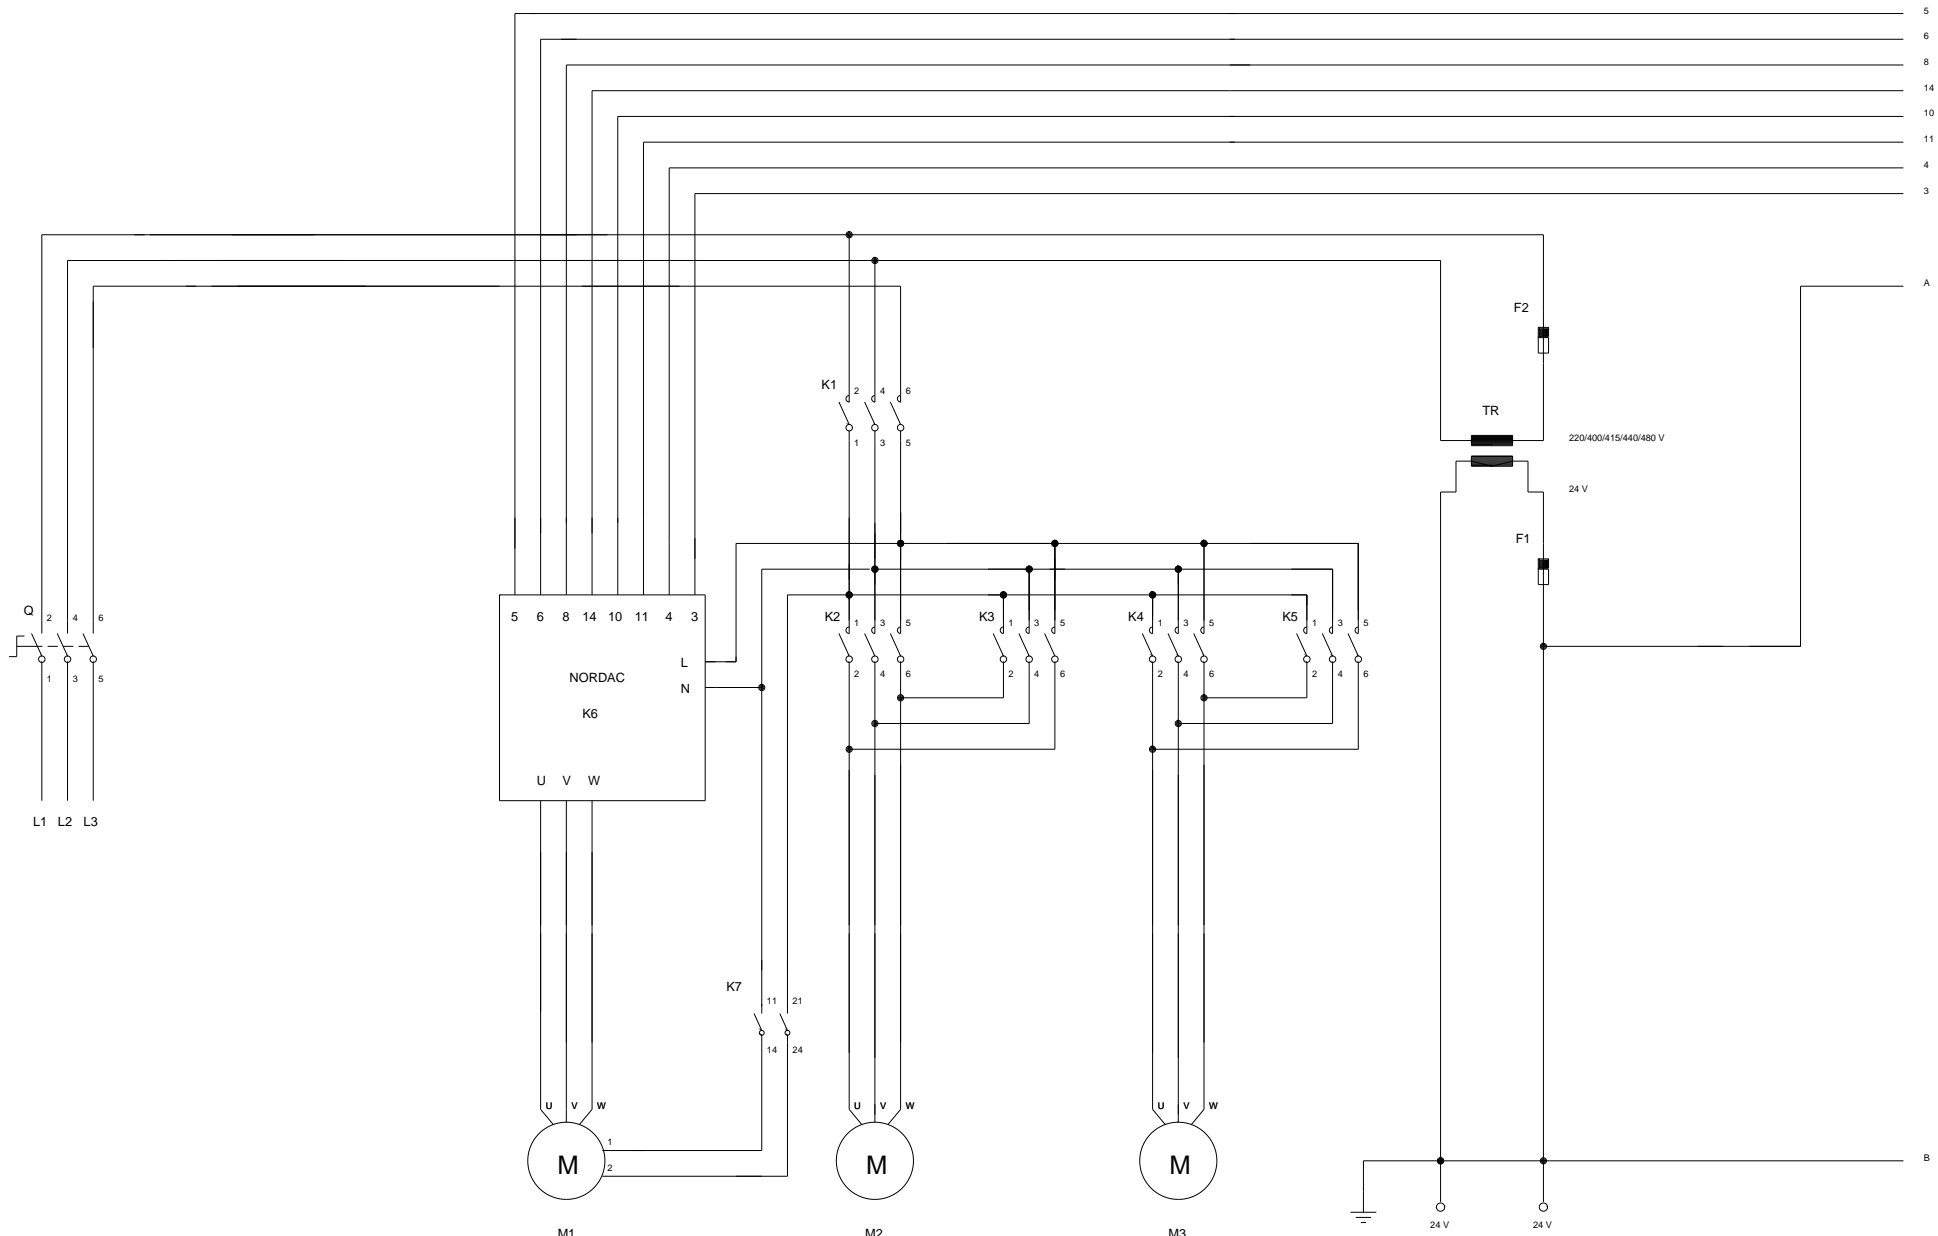 5
6
8
14
10
11
4
3
A
F2
K1 2 4 6
TR
220/400/415/440/480 V
1 3 5
24 V
F1
Q 2 4 6
5 6 8 14 10 11 4 3
K2 1 3 5
K3 1 3 5
K4 1 3 5
K5 1 3 5
L
NORDAC
N
1 3 5
2 4 6
2 4 6
2 4 6
2 4 6
K6
U V W
L1 L2 L3
K7
11 21
14 24
U V W
U V W
U V W
1
M
2
M
M
B
24 V
24 V
M1
M2
M3